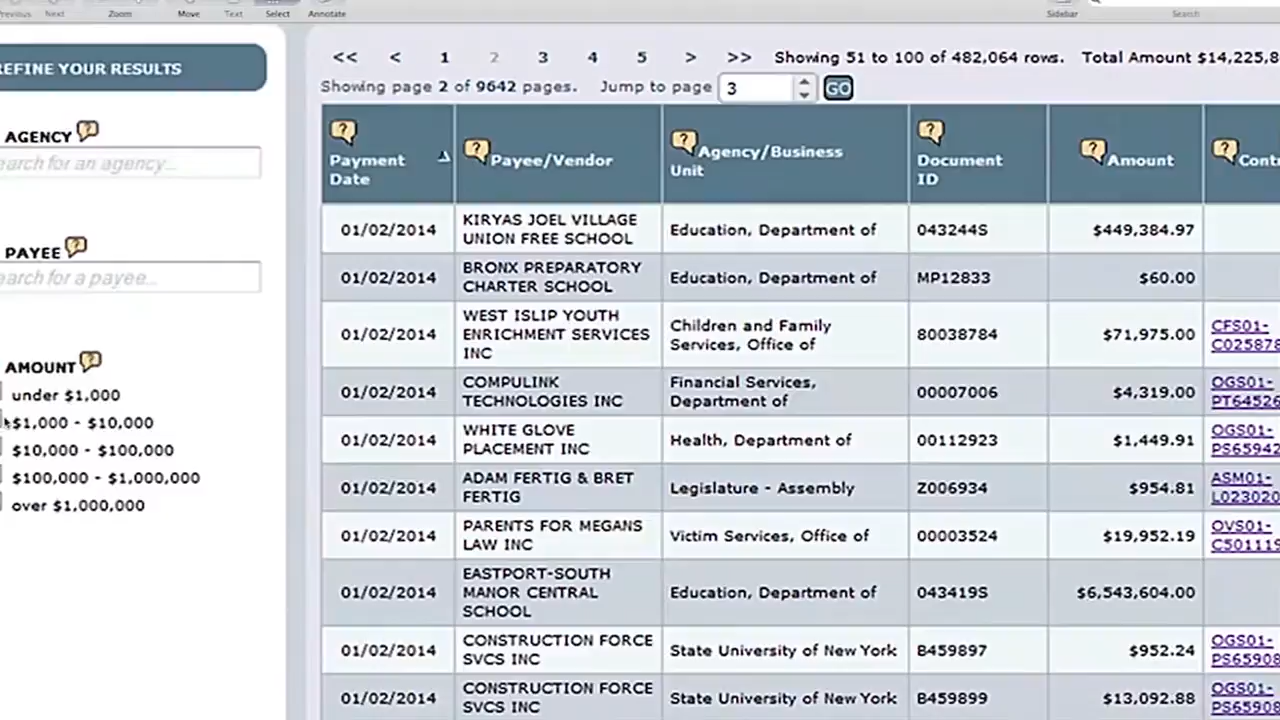 Previous Next Zoom Move Text Select Annotate Sidebar Search
REFINE YOUR RESULTS
<< < 1 2 3 4 5 > >> Showing 51 to 100 of 482,064 rows. Total Amount $14,225,8
Showing page 2 of 9642 pages. Jump to page 3 GO
AGENCY
earch for an agency...
PAYEE
earch for a payee...
AMOUNT
under $1,000
$1,000 - $10,000
$10,000 - $100,000
$100,000 - $1,000,000
over $1,000,000
Payment
Date
Payee/Vendor
Agency/Business
Unit
Document
ID
Amount
Contr
01/02/2014
KIRYAS JOEL VILLAGE
UNION FREE SCHOOL
Education, Department of
043244S
$449,384.97
01/02/2014
BRONX PREPARATORY
CHARTER SCHOOL
Education, Department of
MP12833
$60.00
01/02/2014
WEST ISLIP YOUTH
ENRICHMENT SERVICES
INC
Children and Family
Services, Office of
80038784
$71,975.00
CFS01-
C025878
01/02/2014
COMPULINK
TECHNOLOGIES INC
Financial Services,
Department of
00007006
$4,319.00
OGS01-
PT64526
01/02/2014
WHITE GLOVE
PLACEMENT INC
Health, Department of
00112923
$1,449.91
OGS01-
PS65942
01/02/2014
ADAM FERTIG & BRET
FERTIG
Legislature - Assembly
Z006934
$954.81
ASM01-
L023020
01/02/2014
PARENTS FOR MEGANS
LAW INC
Victim Services, Office of
00003524
$19,952.19
OVS01-
C501119
01/02/2014
EASTPORT-SOUTH
MANOR CENTRAL
SCHOOL
Education, Department of
043419S
$6,543,604.00
01/02/2014
CONSTRUCTION FORCE
SVCS INC
State University of New York
B459897
$952.24
OGS01-
PS65908
01/02/2014
CONSTRUCTION FORCE
SVCS INC
State University of New York
B459899
$13,092.88
OGS01-
PS65908